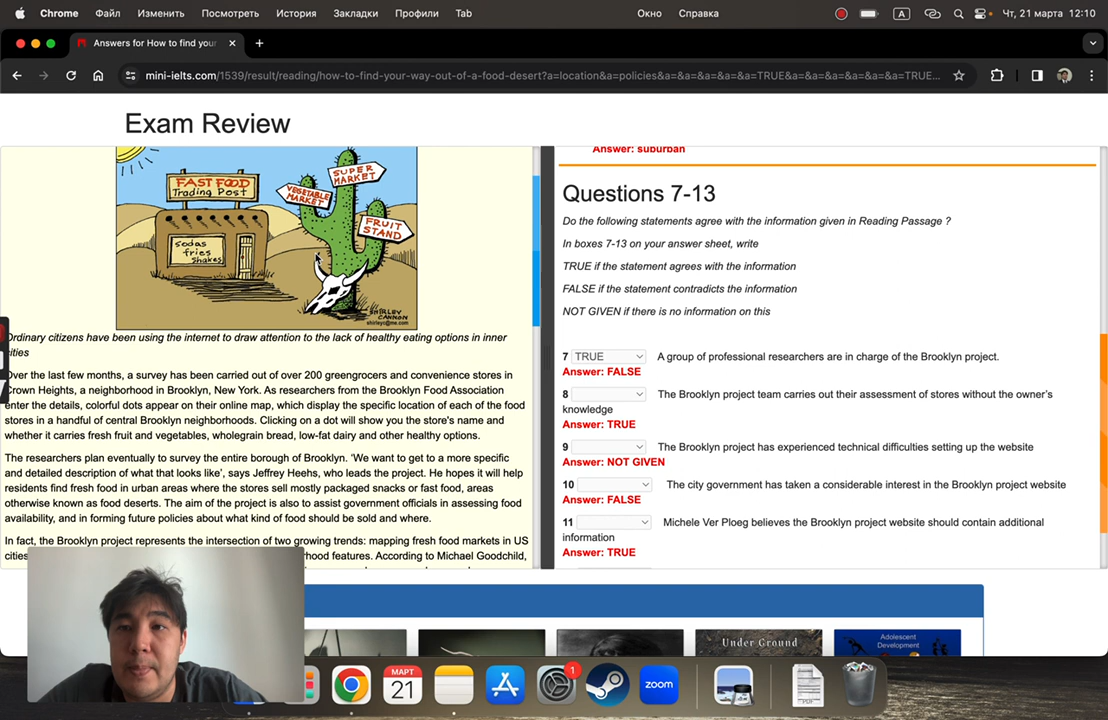 Chrome Файл Изменить Посмотреть История Закладки Профили Tab Окно Справка A Чт, 21 марта 12:10
Answers for How to find your
mini-ielts.com/1539/result/reading/how-to-find-your-way-out-of-a-food-desert?a=location&a=policies&a=&a=&a=&a=&a=TRUE&a=&a=&a=&a=&a=&a=TRUE...
Exam Review
FAST FOOD
Trading Post
sodas
fries
shakes
VEGETABLE
MARKET
SUPER
MARKET
FRUIT
STAND
SHIRLEY
CANNON
shirleyc@me.com
Ordinary citizens have been using the internet to draw attention to the lack of healthy eating options in inner
cities
Over the last few months, a survey has been carried out of over 200 greengrocers and convenience stores in
Crown Heights, a neighborhood in Brooklyn, New York. As researchers from the Brooklyn Food Association
enter the details, colorful dots appear on their online map, which display the specific location of each of the food
stores in a handful of central Brooklyn neighborhoods. Clicking on a dot will show you the store's name and
whether it carries fresh fruit and vegetables, wholegrain bread, low-fat dairy and other healthy options.
The researchers plan eventually to survey the entire borough of Brooklyn. 'We want to get to a more specific
and detailed description of what that looks like', says Jeffrey Heehs, who leads the project. He hopes it will help
residents find fresh food in urban areas where the stores sell mostly packaged snacks or fast food, areas
otherwise known as food deserts. The aim of the project is also to assist government officials in assessing food
availability, and in forming future policies about what kind of food should be sold and where.
In fact, the Brooklyn project represents the intersection of two growing trends: mapping fresh food markets in US
cities rhood features. According to Michael Goodchild,
Answer: suburban
Questions 7-13
Do the following statements agree with the information given in Reading Passage ?
In boxes 7-13 on your answer sheet, write
TRUE if the statement agrees with the information
FALSE if the statement contradicts the information
NOT GIVEN if there is no information on this
7 TRUE A group of professional researchers are in charge of the Brooklyn project.
Answer: FALSE
8 The Brooklyn project team carries out their assessment of stores without the owner's
knowledge
Answer: TRUE
9 The Brooklyn project has experienced technical difficulties setting up the website
Answer: NOT GIVEN
10 The city government has taken a considerable interest in the Brooklyn project website
Answer: FALSE
11 Michele Ver Ploeg believes the Brooklyn project website should contain additional
information
Answer: TRUE
Under Ground
Adolescent
Development
МАРТ
21
1
zoom